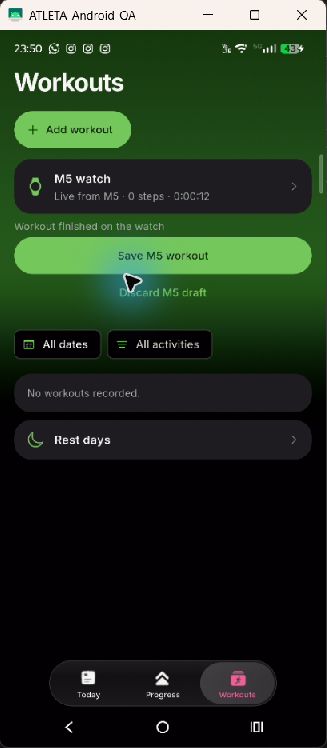 ATLETA Android QA
23:50
Workouts
+ Add workout
M5 watch
Live from M5 · 0 steps · 0:00:12
Workout finished on the watch
Save M5 workout
Discard M5 draft
All dates
All activities
No workouts recorded.
Rest days
Today
Progress
Workouts